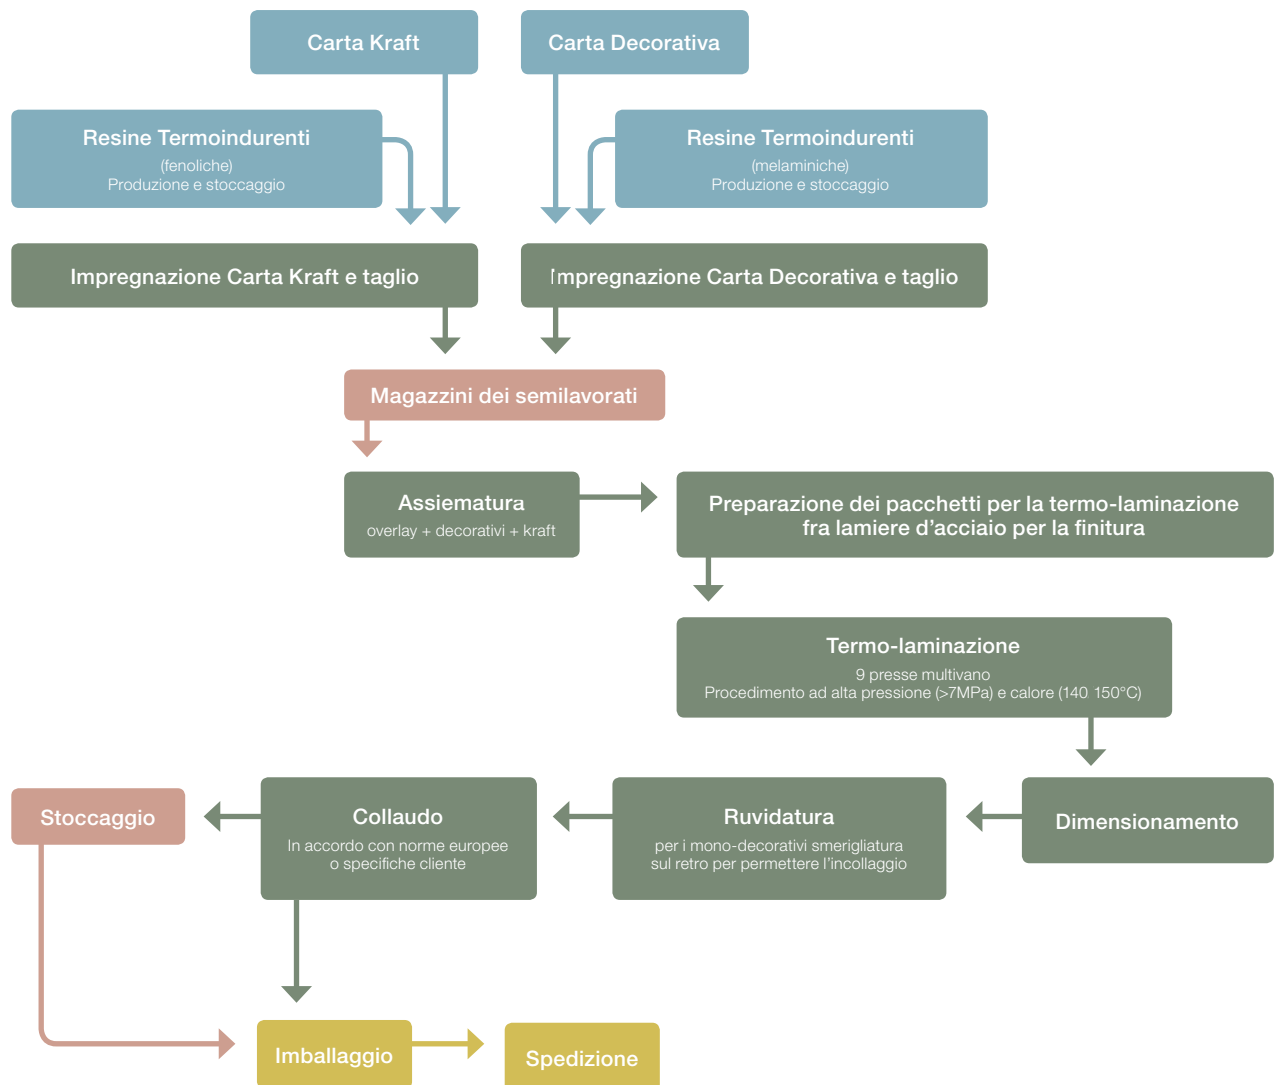 Carta Kraft
Carta Decorativa
Resine Termoindurenti
(fenoliche)
Produzione e stoccaggio
Resine Termoindurenti
(melaminiche)
Produzione e stoccaggio
Impregnazione Carta Kraft e taglio
Impregnazione Carta Decorativa e taglio
Magazzini dei semilavorati
Assiematura
overlay + decorativi + kraft
Preparazione dei pacchetti per la termo-laminazione
fra lamiere d’acciaio per la finitura
Termo-laminazione
9 presse multivano
Procedimento ad alta pressione (>7MPa) e calore (140 150°C)
Stoccaggio
Collaudo
In accordo con norme europee
o specifiche cliente
Ruvidatura
per i mono-decorativi smerigliatura
sul retro per permettere l’incollaggio
Dimensionamento
Imballaggio
Spedizione